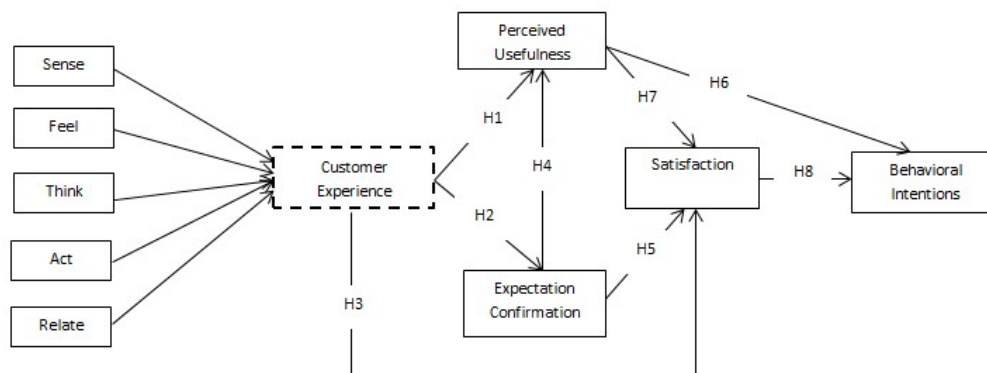 Sense
Feel
Think
Act
Relate
Customer
Experience
H1
H2
H3
Perceived
Usefulness
H4
Expectation
Confirmation
H7
H6
H5
Satisfaction
H8
Behavioral
Intentions